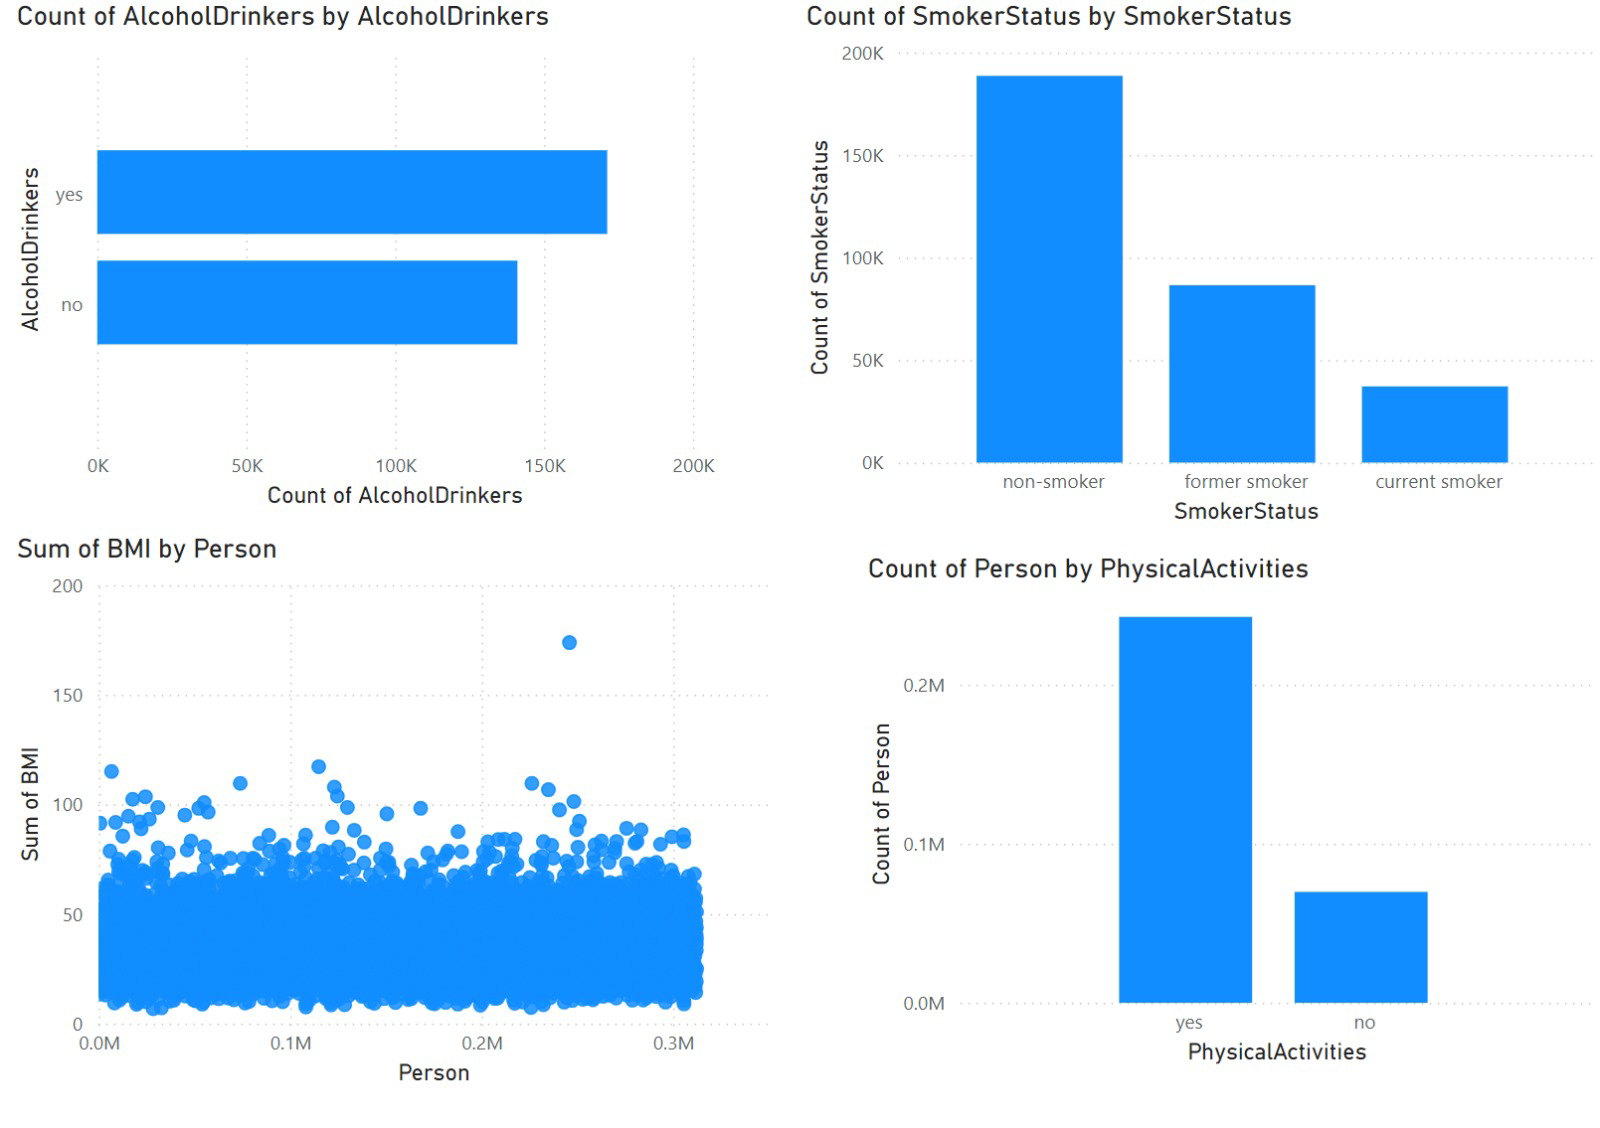 Count of AlcoholDrinkers by AlcoholDrinkers
AlcoholDrinkers
yes
no
0K 50K 100K 150K 200K
Count of AlcoholDrinkers
Count of SmokerStatus by SmokerStatus
Count of SmokerStatus
200K
150K
100K
50K
0K
non-smoker former smoker current smoker
SmokerStatus
Sum of BMI by Person
Sum of BMI
200
150
100
50
0
0.0M 0.1M 0.2M 0.3M
Person
Count of Person by PhysicalActivities
Count of Person
0.2M
0.1M
0.0M
yes no
PhysicalActivities